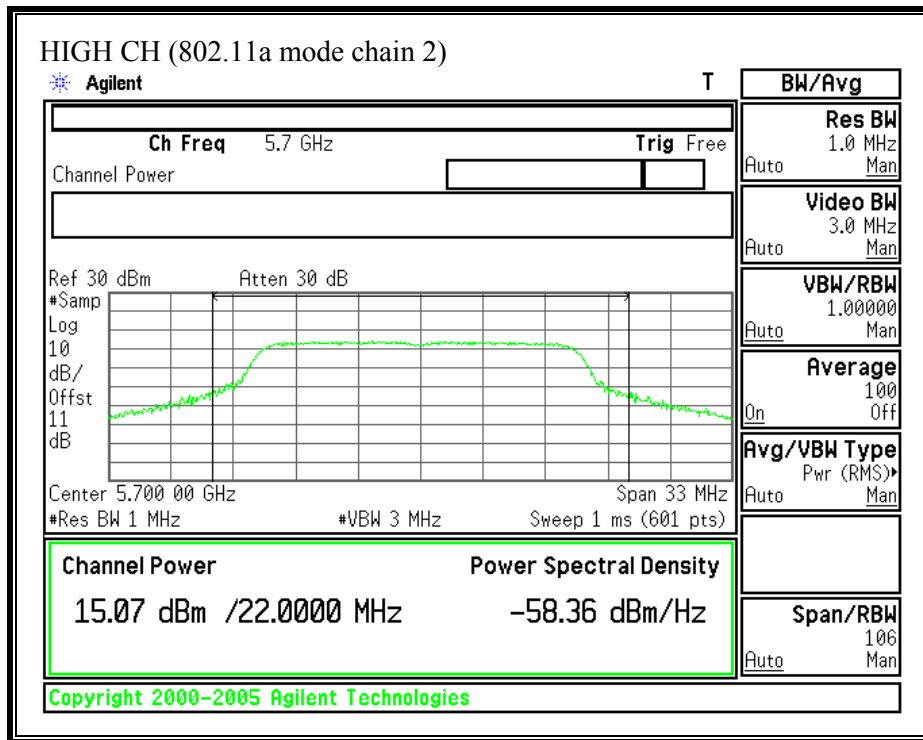 HIGH CH (802.11a mode chain 2)
Agilent T
Ch Freq 5.7 GHz Trig Free
Channel Power
Ref 30 dBm Atten 30 dB
#Samp
Log
10
dB/
Offst
11
dB
Center 5.700 00 GHz Span 33 MHz
#Res BW 1 MHz #VBW 3 MHz Sweep 1 ms (601 pts)
Channel Power Power Spectral Density
15.07 dBm /22.0000 MHz -58.36 dBm/Hz
Copyright 2000-2005 Agilent Technologies
BW/Avg
Res BW
1.0 MHz
Auto Man
Video BW
3.0 MHz
Auto Man
VBW/RBW
1.00000
Auto Man
Average
100
On Off
Avg/VBW Type
Pwr (RMS)▸
Auto Man
Span/RBW
106
Auto Man